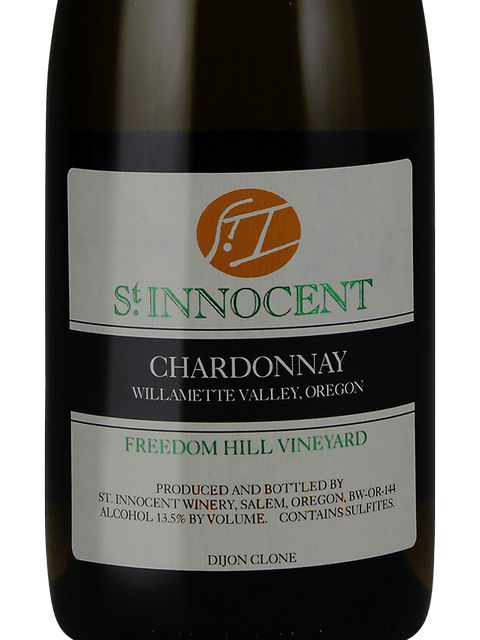 St. I
St. INNOCENT
CHARDONNAY
WILLAMETTE VALLEY, OREGON
FREEDOM HILL VINEYARD
PRODUCED AND BOTTLED BY
ST. INNOCENT WINERY, SALEM, OREGON, BW-OR-144
ALCOHOL 13.5% BY VOLUME. CONTAINS SULFITES.
DIJON CLONE